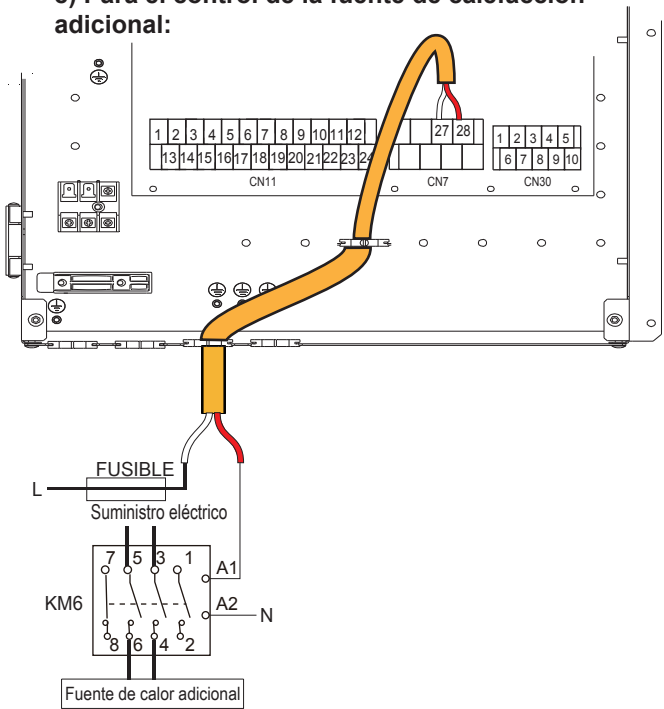 adicional:
1 2 3 4 5 6 7 8 9 10 11 12
13 14 15 16 17 18 19 20 21 22 23 24
CN11
27 28
CN7
1 2 3 4 5
6 7 8 9 10
CN30
FUSIBLE
L
Suministro eléctrico
7 5 3 1
A1
KM6
A2
N
8 6 4 2
Fuente de calor adicional